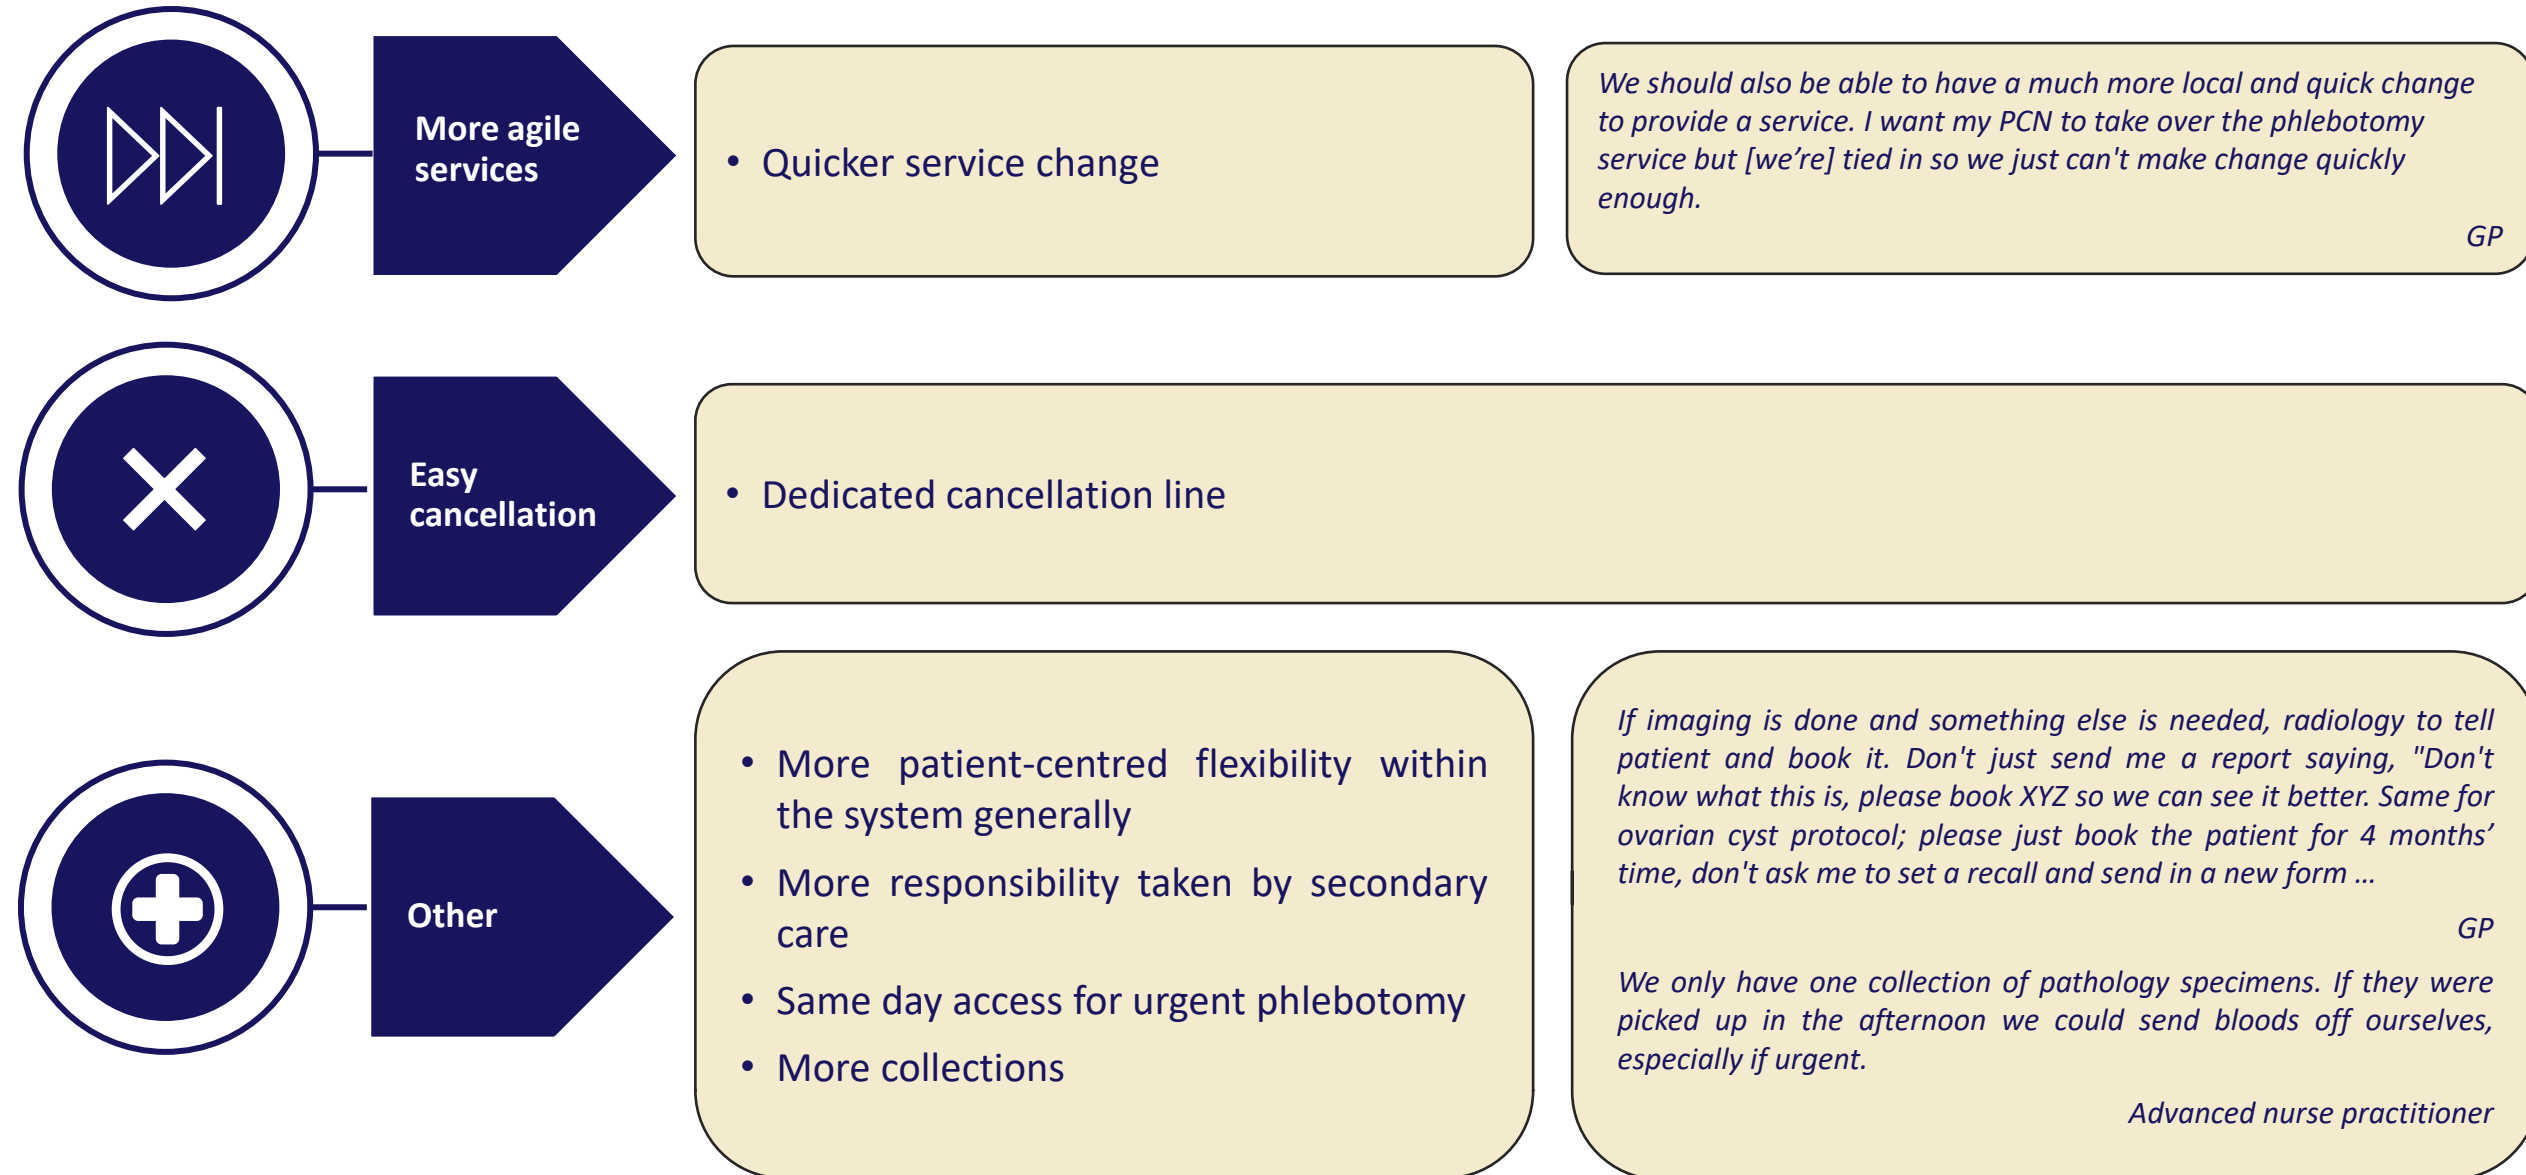 More agile
services
• Quicker service change
We should also be able to have a much more local and quick change
to provide a service. I want my PCN to take over the phlebotomy
service but [we’re] tied in so we just can't make change quickly
enough.
GP
Easy
cancellation
• Dedicated cancellation line
Other
• More patient-centred flexibility within
the system generally
• More responsibility taken by secondary
care
• Same day access for urgent phlebotomy
• More collections
If imaging is done and something else is needed, radiology to tell
patient and book it. Don't just send me a report saying, "Don't
know what this is, please book XYZ so we can see it better. Same for
ovarian cyst protocol; please just book the patient for 4 months’
time, don't ask me to set a recall and send in a new form …
GP
We only have one collection of pathology specimens. If they were
picked up in the afternoon we could send bloods off ourselves,
especially if urgent.
Advanced nurse practitioner